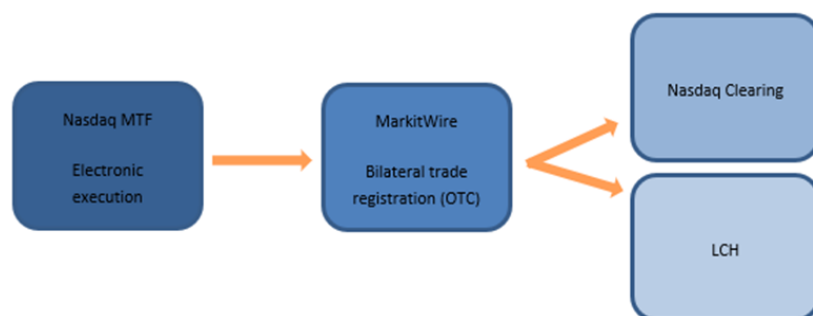 Nasdaq MTF
Electronic
execution
MarkitWire
Bilateral trade
registration (OTC)
Nasdaq Clearing
LCH